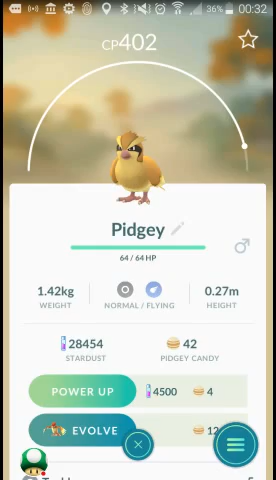 36% 00:32
CP402
Pidgey
64 / 64 HP
1.42kg
WEIGHT
NORMAL / FLYING
0.27m
HEIGHT
28454
STARDUST
42
PIDGEY CANDY
POWER UP 4500 4
EVOLVE 12